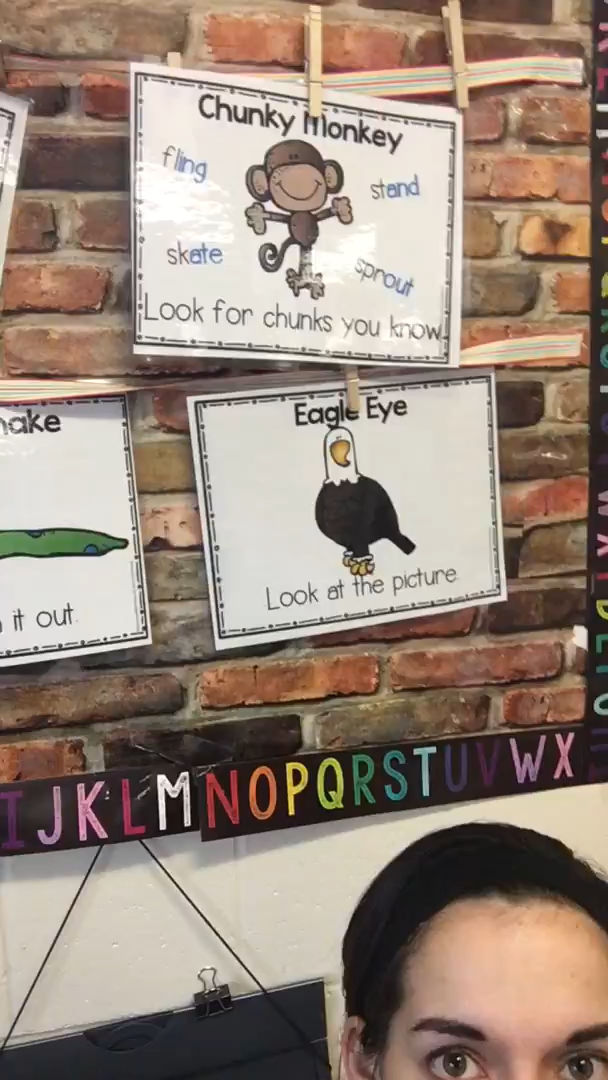 Chunky Monkey
fling
stand
skate
sprout
Look for chunks you know
Eagle Eye
Look at the picture.
nake
it out.
I J K L M N O P Q R S T U V W X